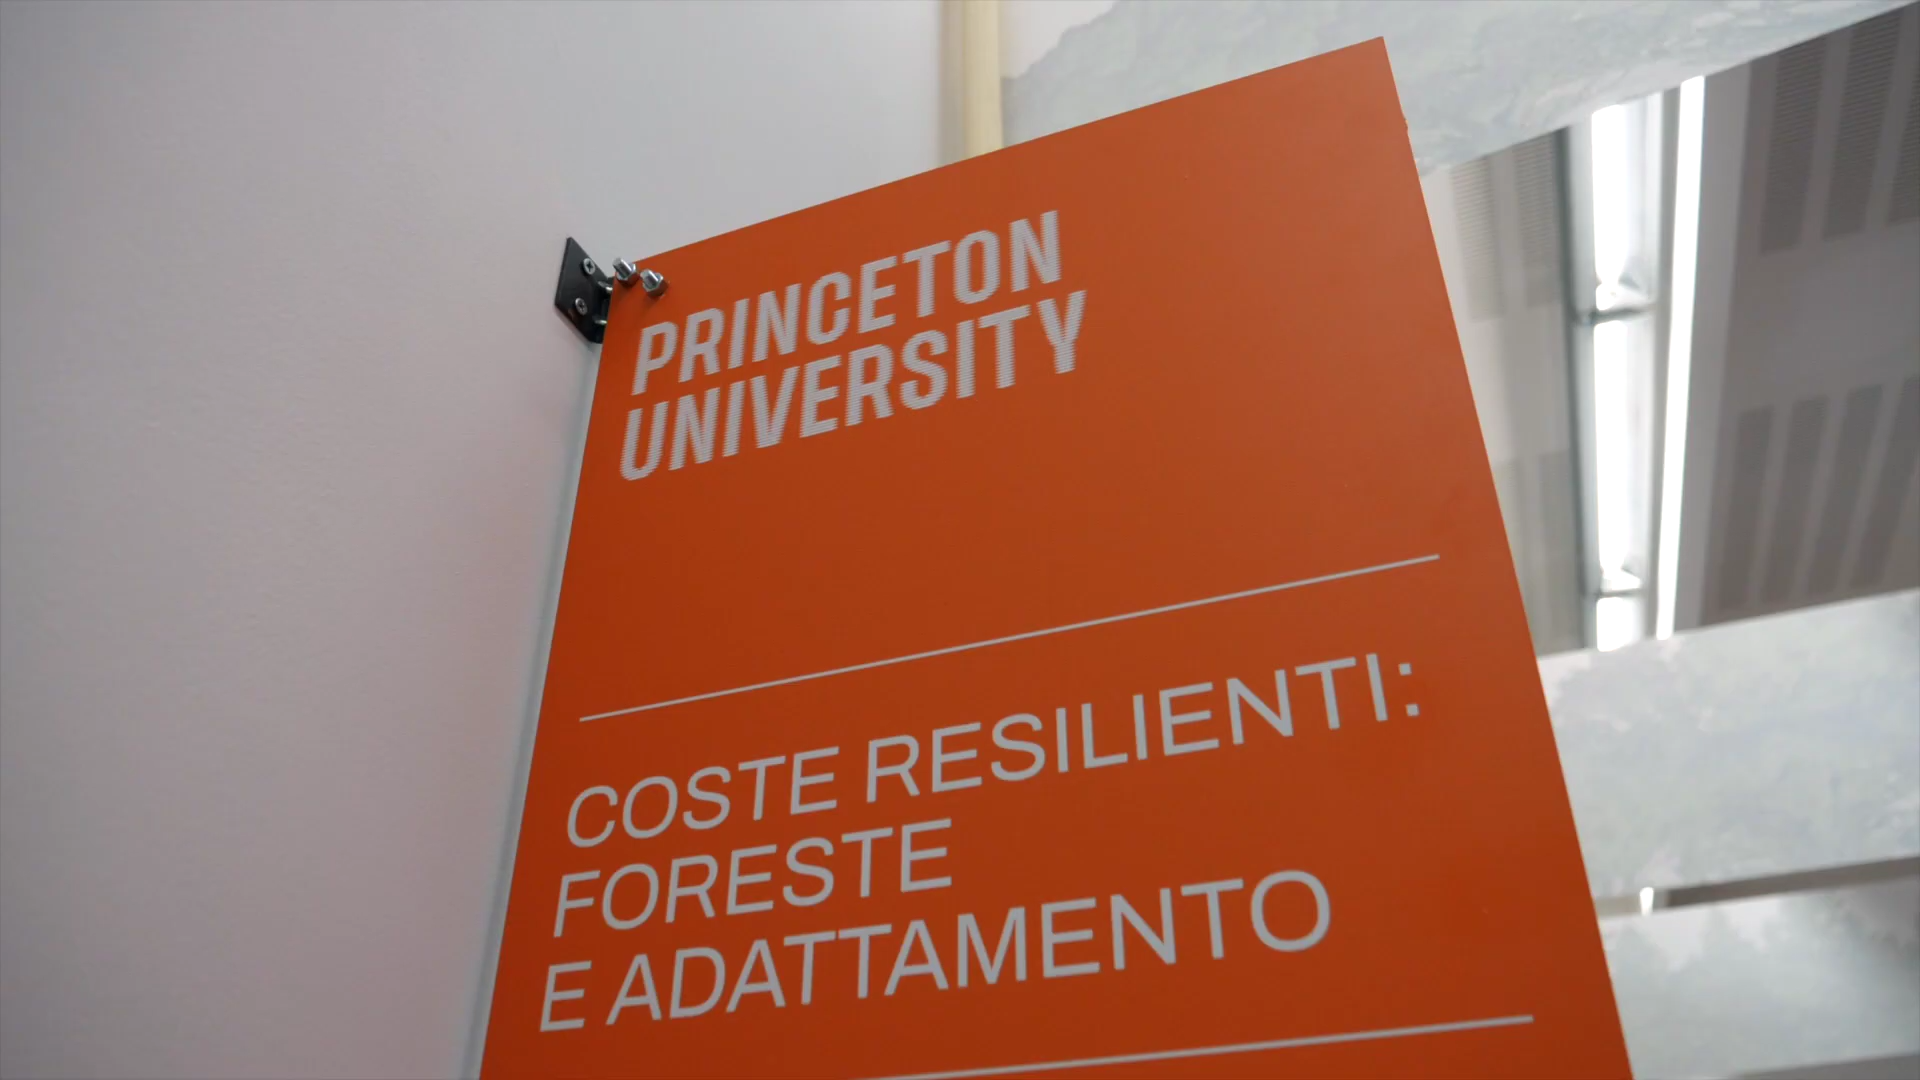 PRINCETON
UNIVERSITY
COSTE RESILIENTI:
FORESTE
E ADATTAMENTO